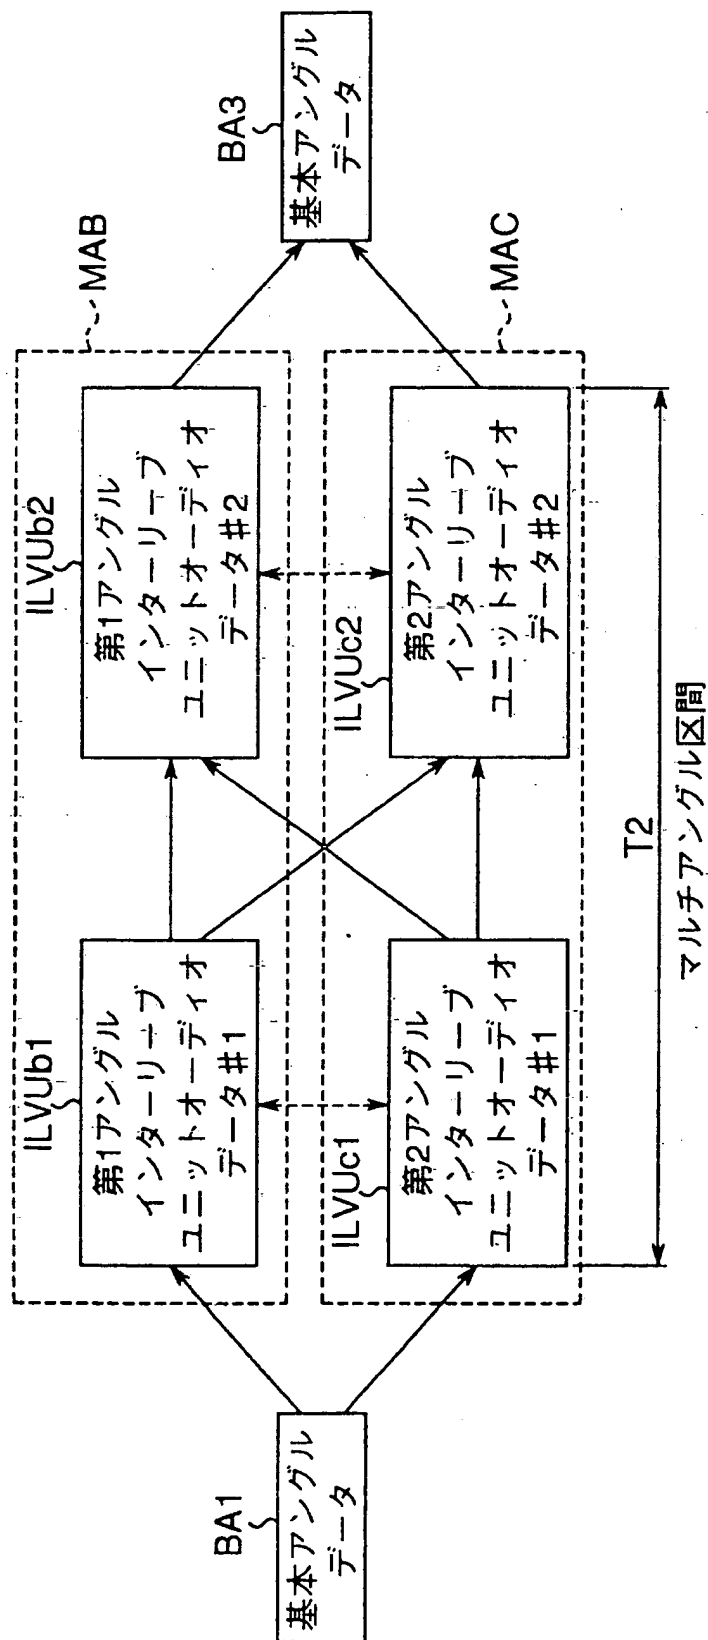 BA1
基本アングル
データ
ILVUb1
第1アングル
インターリーブ
ユニットオーディオ
データ#1
ILVUb2
第1アングル
インターリーブ
ユニットオーディオ
データ#2
MAB
ILVUc1
第2アングル
インターリーブ
ユニットオーディオ
データ#1
ILVUc2
第2アングル
インターリーブ
ユニットオーディオ
データ#2
MAC
BA3
基本アングル
データ
T2
マルチアングル区間